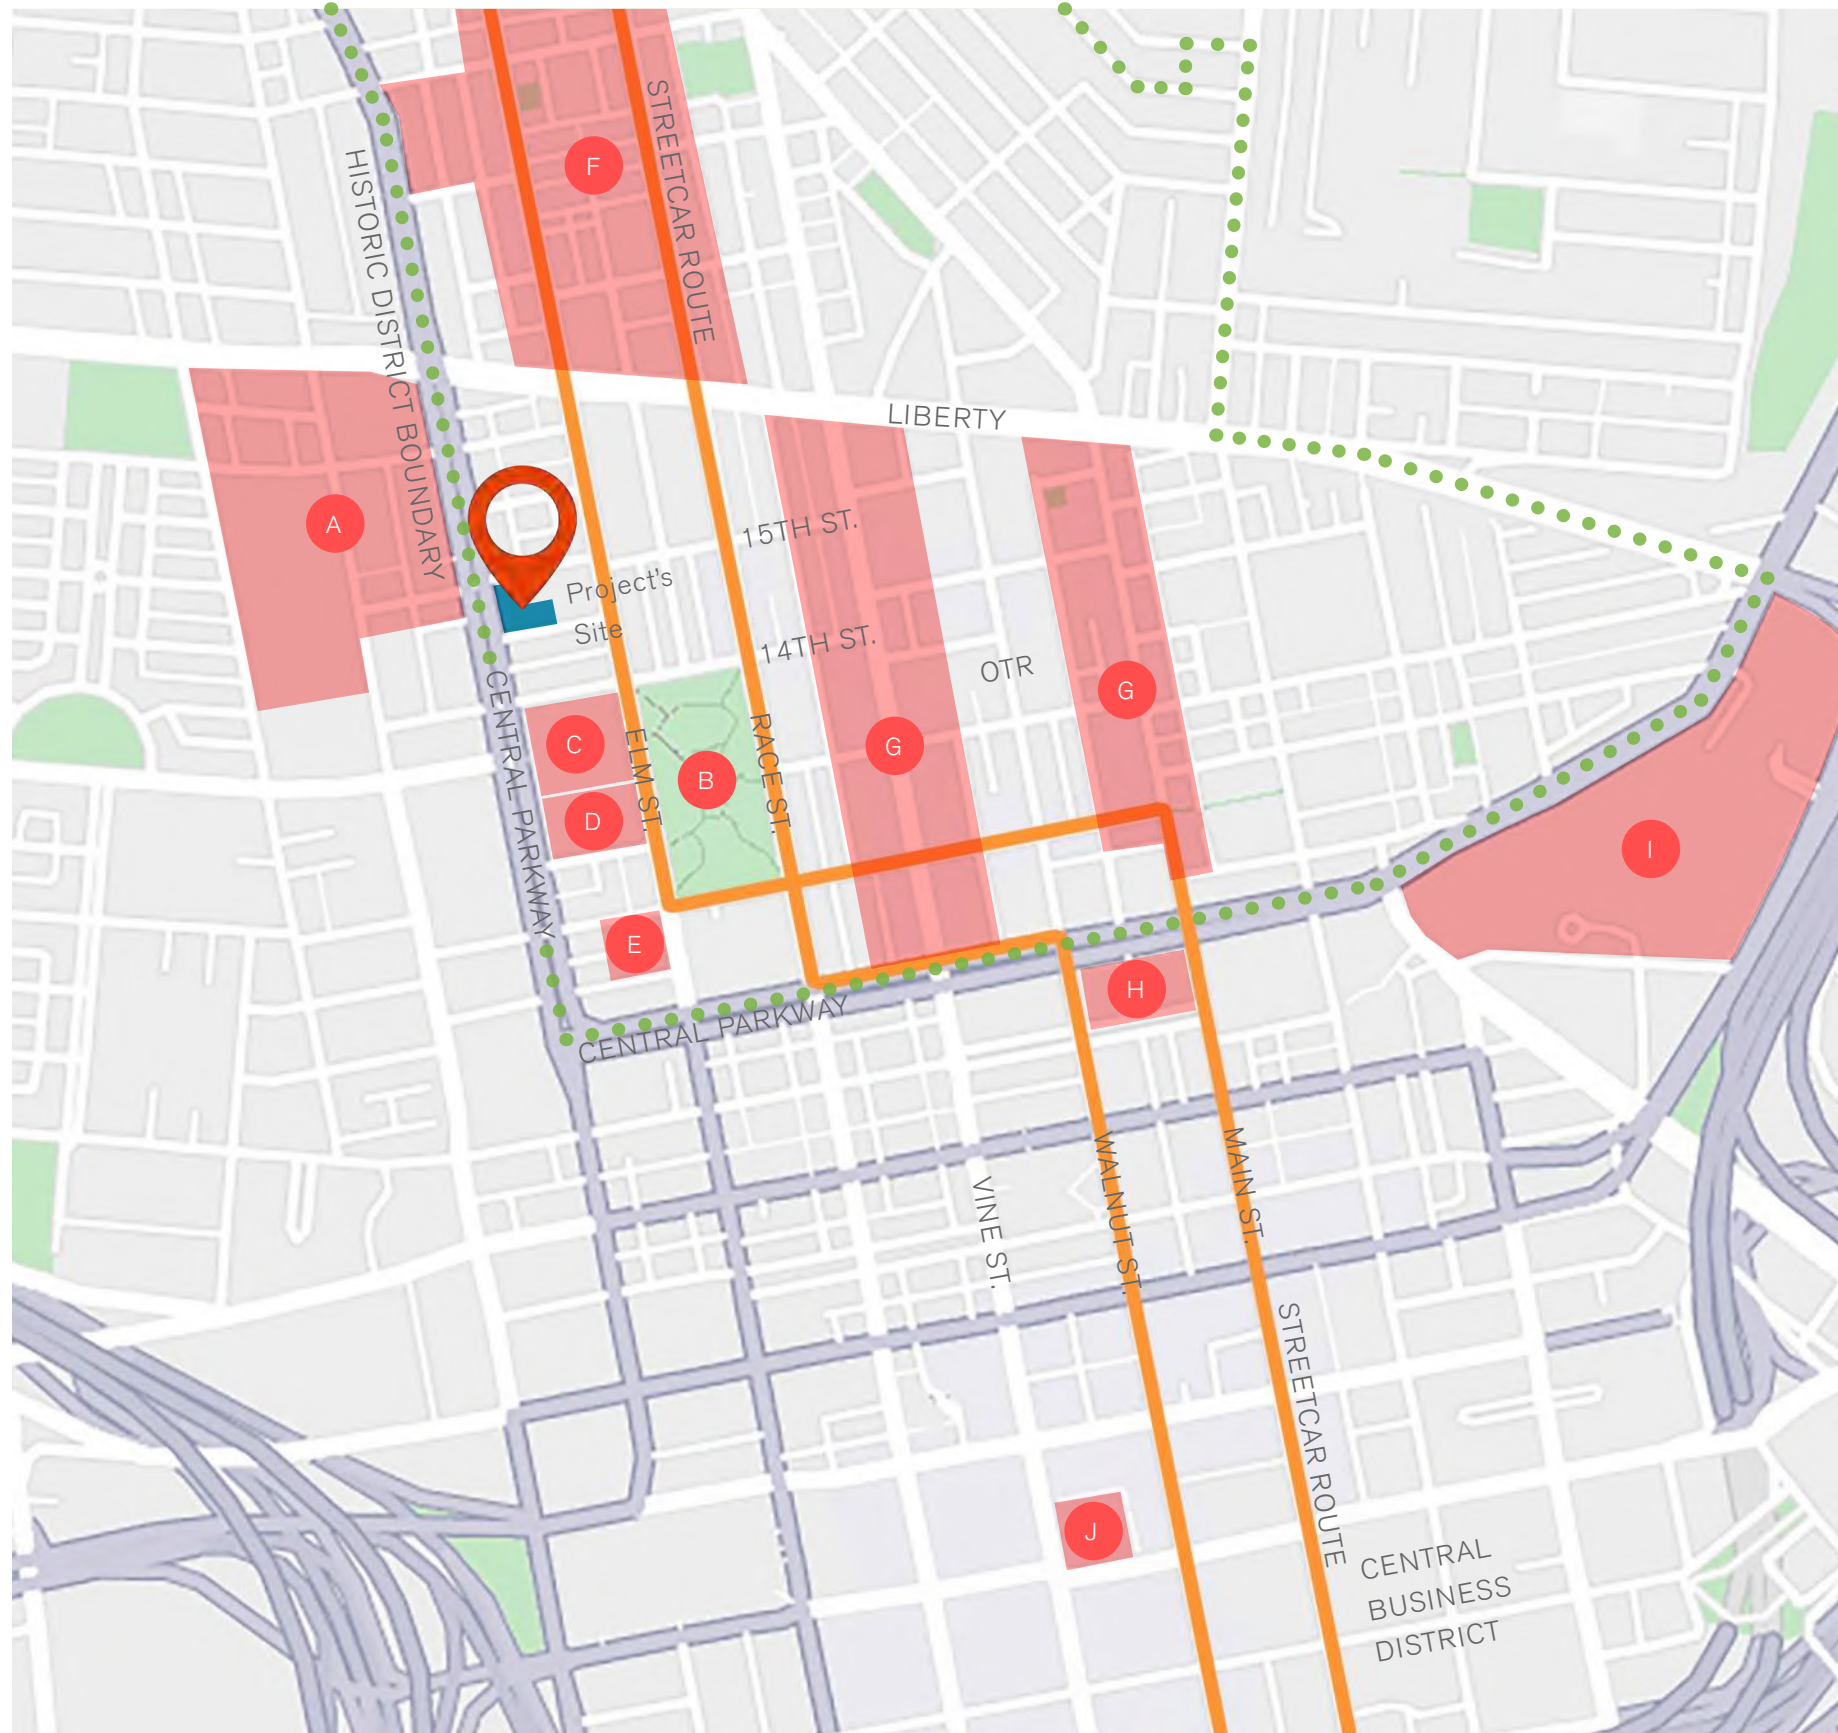 F
STREETCAR ROUTE
HISTORIC DISTRICT BOUNDARY
LIBERTY
A
15TH ST.
Project's
Site
14TH ST.
OTR
G
C
ELM ST.
B
RACE ST.
G
CENTRAL PARKWAY
D
I
E
H
CENTRAL PARKWAY
WALNUT ST.
MAIN ST.
VINE ST.
STREETCAR ROUTE
J
CENTRAL
BUSINESS
DISTRICT